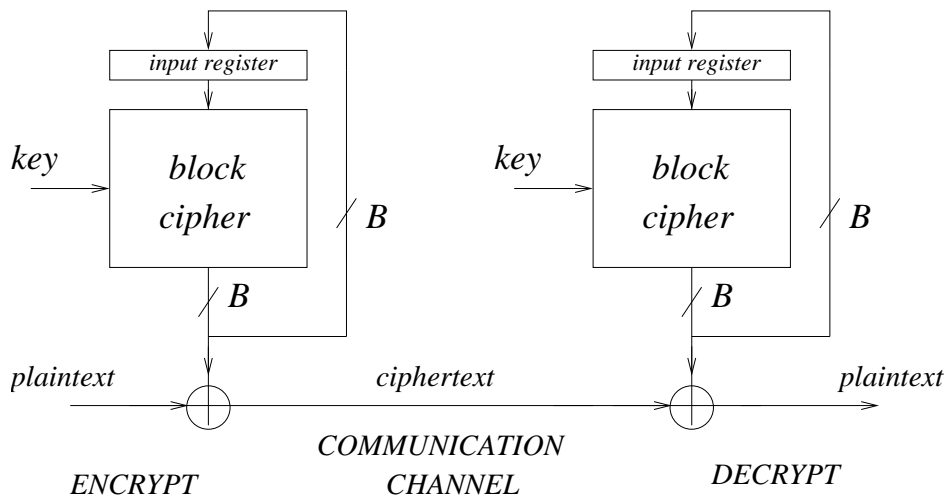 input register
input register
key
block
cipher
B
B
key
block
cipher
B
B
plaintext
ciphertext
plaintext
COMMUNICATION
CHANNEL
ENCRYPT
DECRYPT